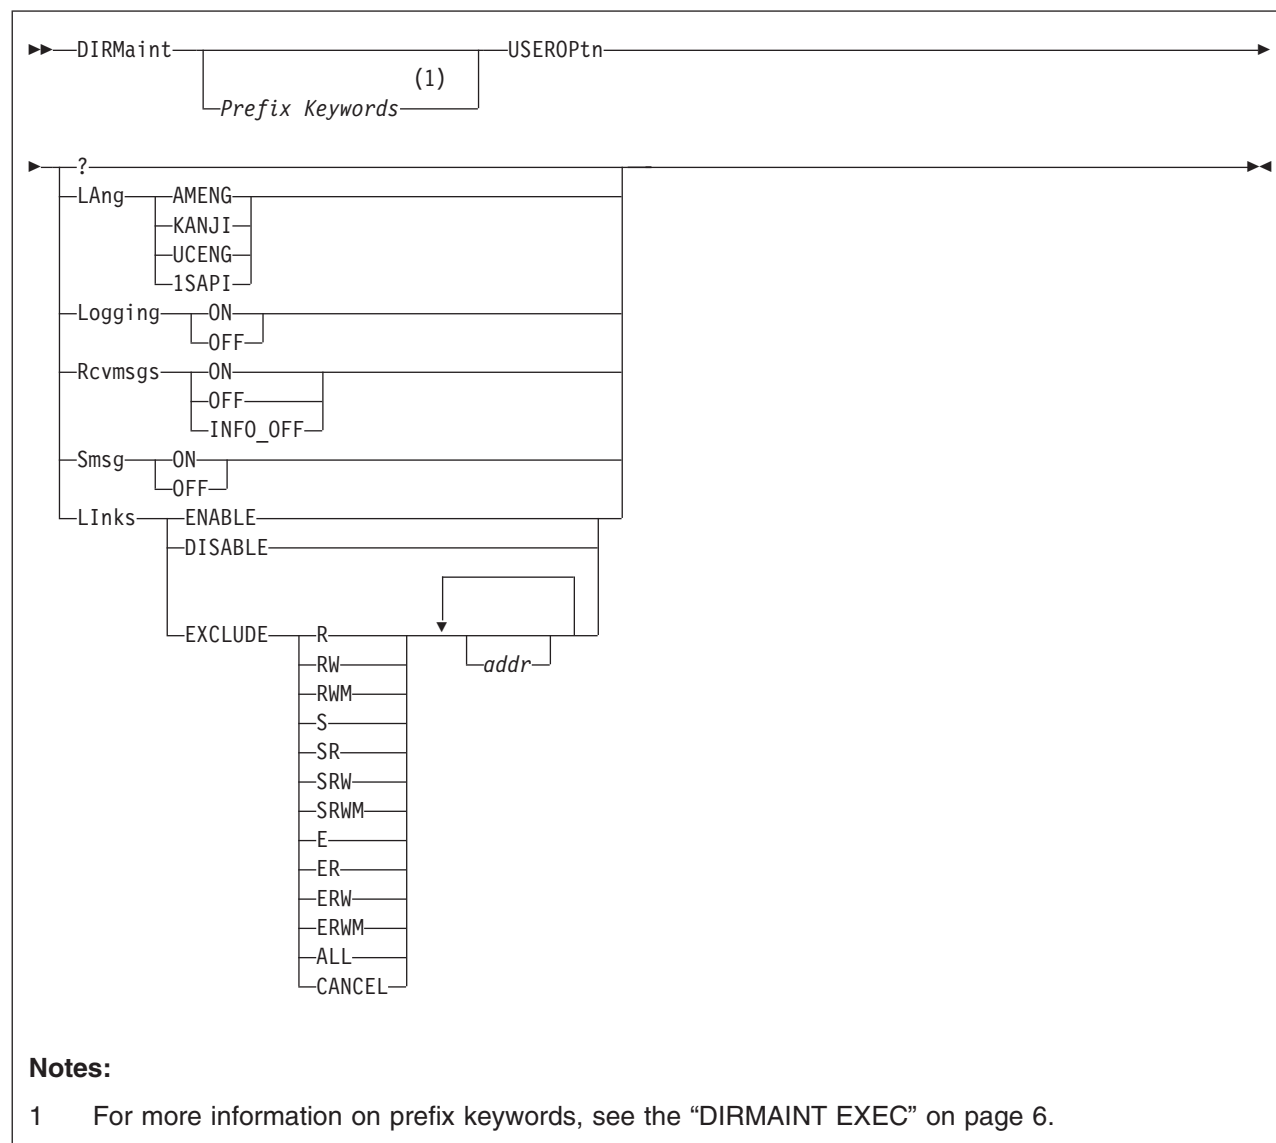 DIRMaint USEROPtn
(1)
Prefix Keywords
?
LAng AMENG
KANJI
UCENG
1SAPI
Logging ON
OFF
Rcvmsgs ON
OFF
INFO_OFF
Smsg ON
OFF
LInks ENABLE
DISABLE
EXCLUDE R
addr
RW
RWM
S
SR
SRW
SRWM
E
ER
ERW
ERWM
ALL
CANCEL
Notes:
1 For more information on prefix keywords, see the “DIRMAINT EXEC” on page 6.